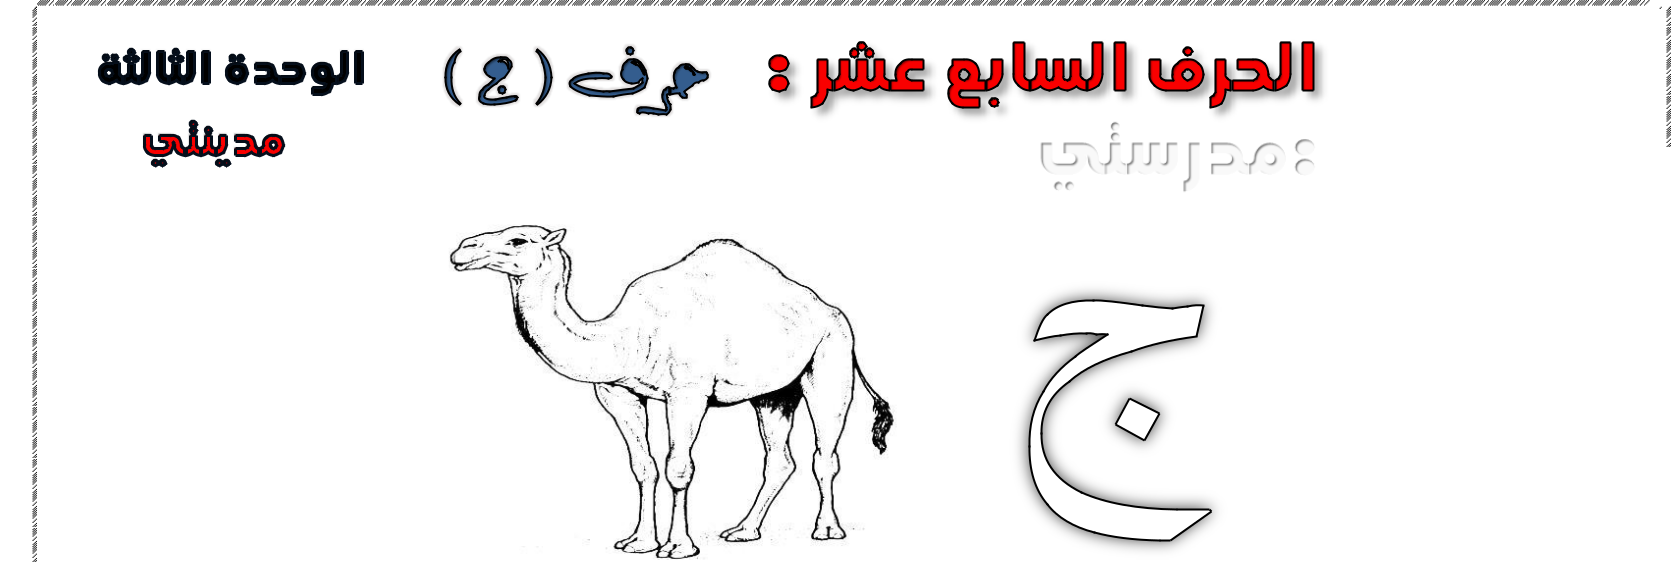 الحرف السابع عشر : حرف ( ج ) الوحدة الثالثة
:مدرستي مدينتي
ج